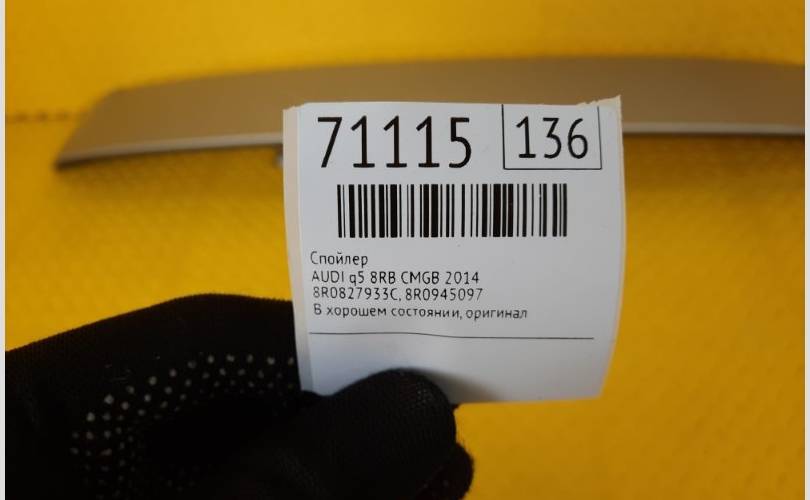 71115 136
Спойлер
AUDI q5 8RB CMGB 2014
8R0827933C, 8R0945097
В хорошем состоянии, оригинал